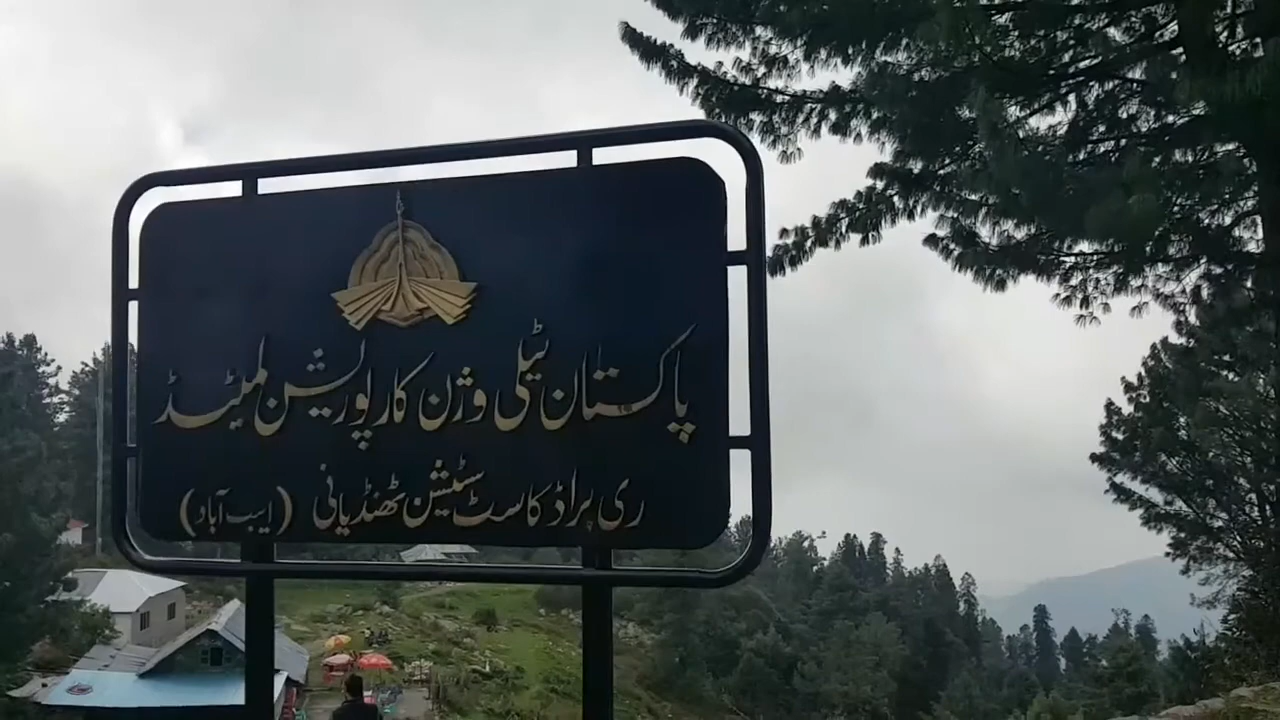 پاکستان ٹیلی وژن کارپوریشن لمیٹڈ
ری براڈ کاسٹ سٹیشن ٹھنڈیانی (ایبٹ آباد)